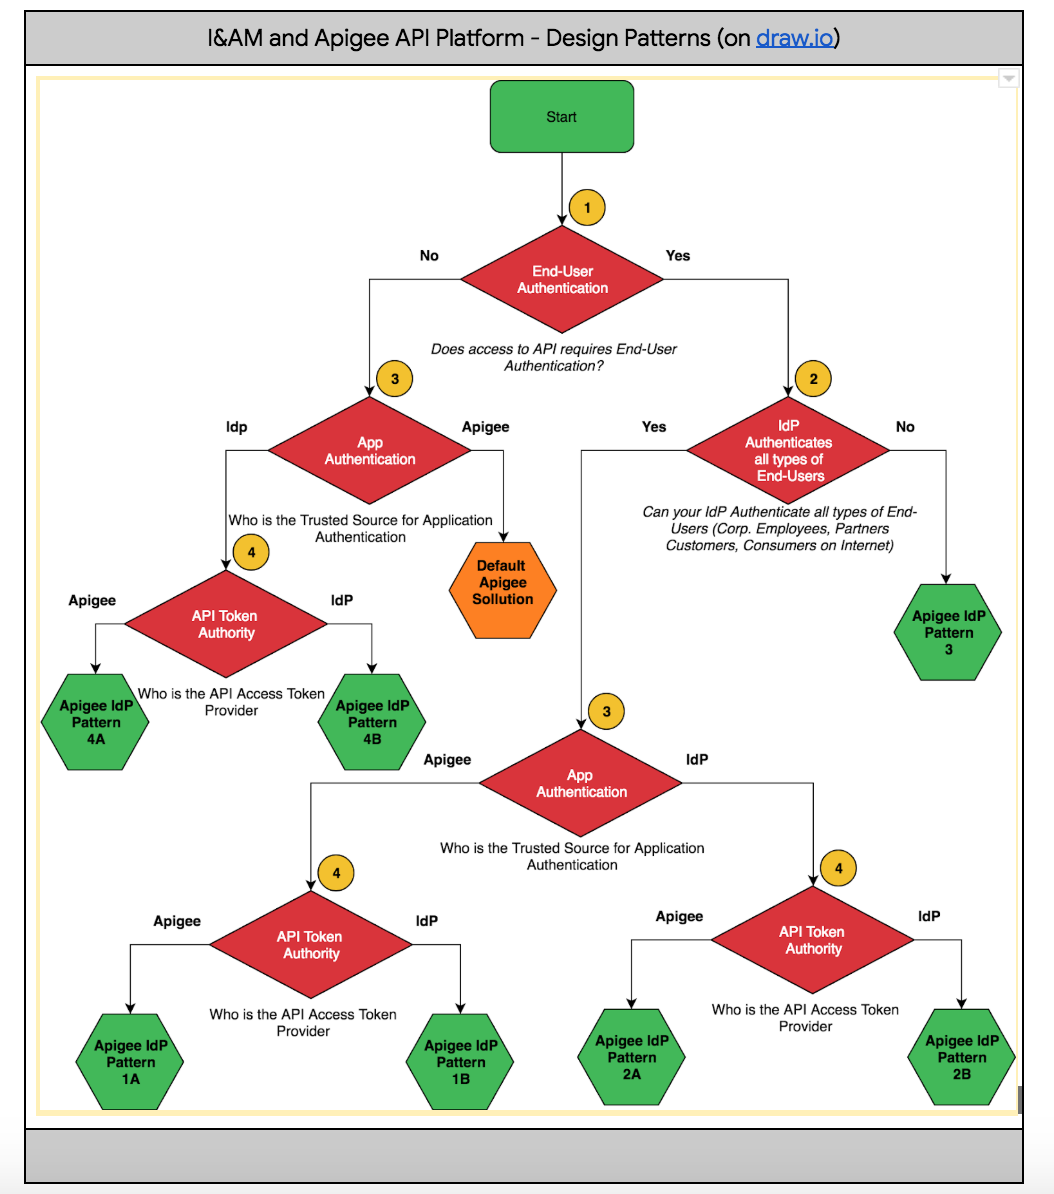 I&AM and Apigee API Platform - Design Patterns (on draw.io)
Start
1
No
Yes
End-User
Authentication
Does access to API requires End-User
Authentication?
3
2
Idp
Apigee
App
Authentication
Yes
No
IdP
Authenticates
all types of
End-Users
Who is the Trusted Source for Application
Authentication
Can your IdP Authenticate all types of End-
Users (Corp. Employees, Partners
Customers, Consumers on Internet)
4
Default
Apigee
Sollution
Apigee
IdP
API Token
Authority
Apigee IdP
Pattern
3
Who is the API Access Token
Provider
Apigee IdP
Pattern
4A
Apigee IdP
Pattern
4B
3
Apigee
IdP
App
Authentication
Who is the Trusted Source for Application
Authentication
4
4
Apigee
IdP
API Token
Authority
Apigee
IdP
API Token
Authority
Who is the API Access Token
Provider
Who is the API Access Token
Provider
Apigee IdP
Pattern
1A
Apigee IdP
Pattern
1B
Apigee IdP
Pattern
2A
Apigee IdP
Pattern
2B